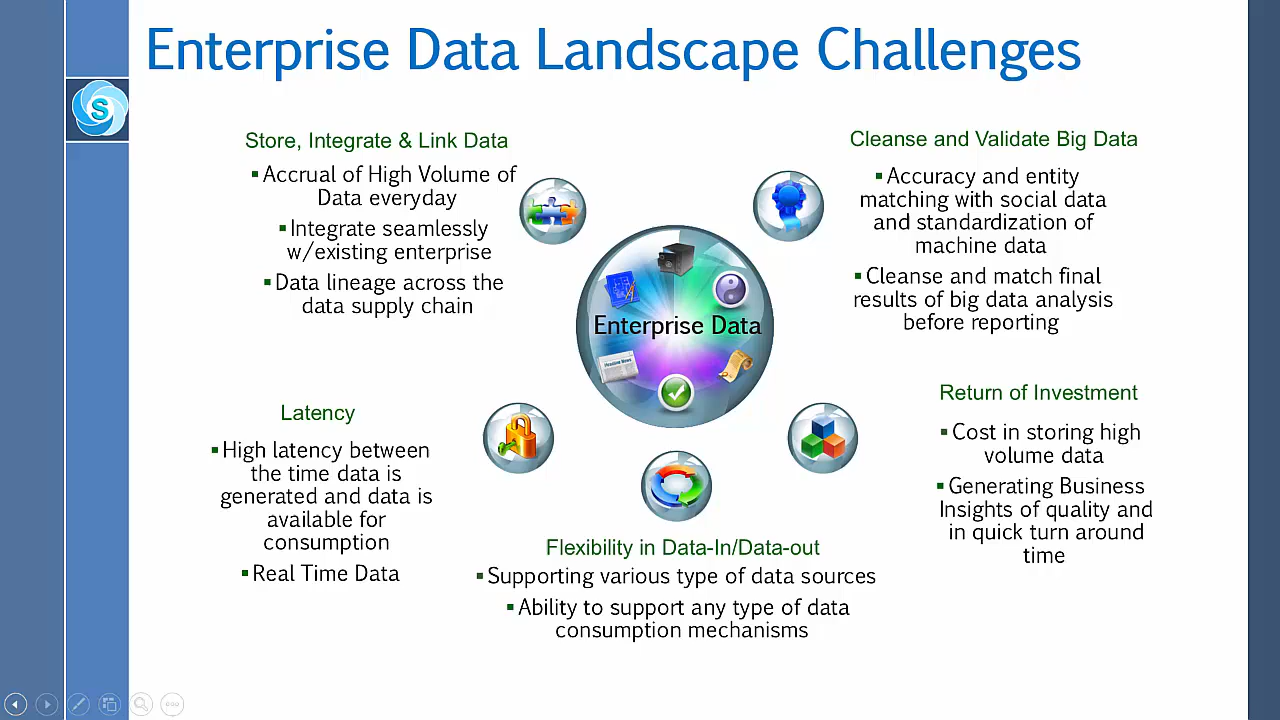 Enterprise Data Landscape Challenges
S
Store, Integrate & Link Data
▪Accrual of High Volume of
Data everyday
▪Integrate seamlessly
w/existing enterprise
▪Data lineage across the
data supply chain
Cleanse and Validate Big Data
▪Accuracy and entity
matching with social data
and standardization of
machine data
▪Cleanse and match final
results of big data analysis
before reporting
Enterprise Data
Headline News
Latency
▪High latency between
the time data is
generated and data is
available for
consumption
▪Real Time Data
Return of Investment
▪Cost in storing high
volume data
▪Generating Business
Insights of quality and
in quick turn around
time
Flexibility in Data-In/Data-out
▪Supporting various type of data sources
▪Ability to support any type of data
consumption mechanisms